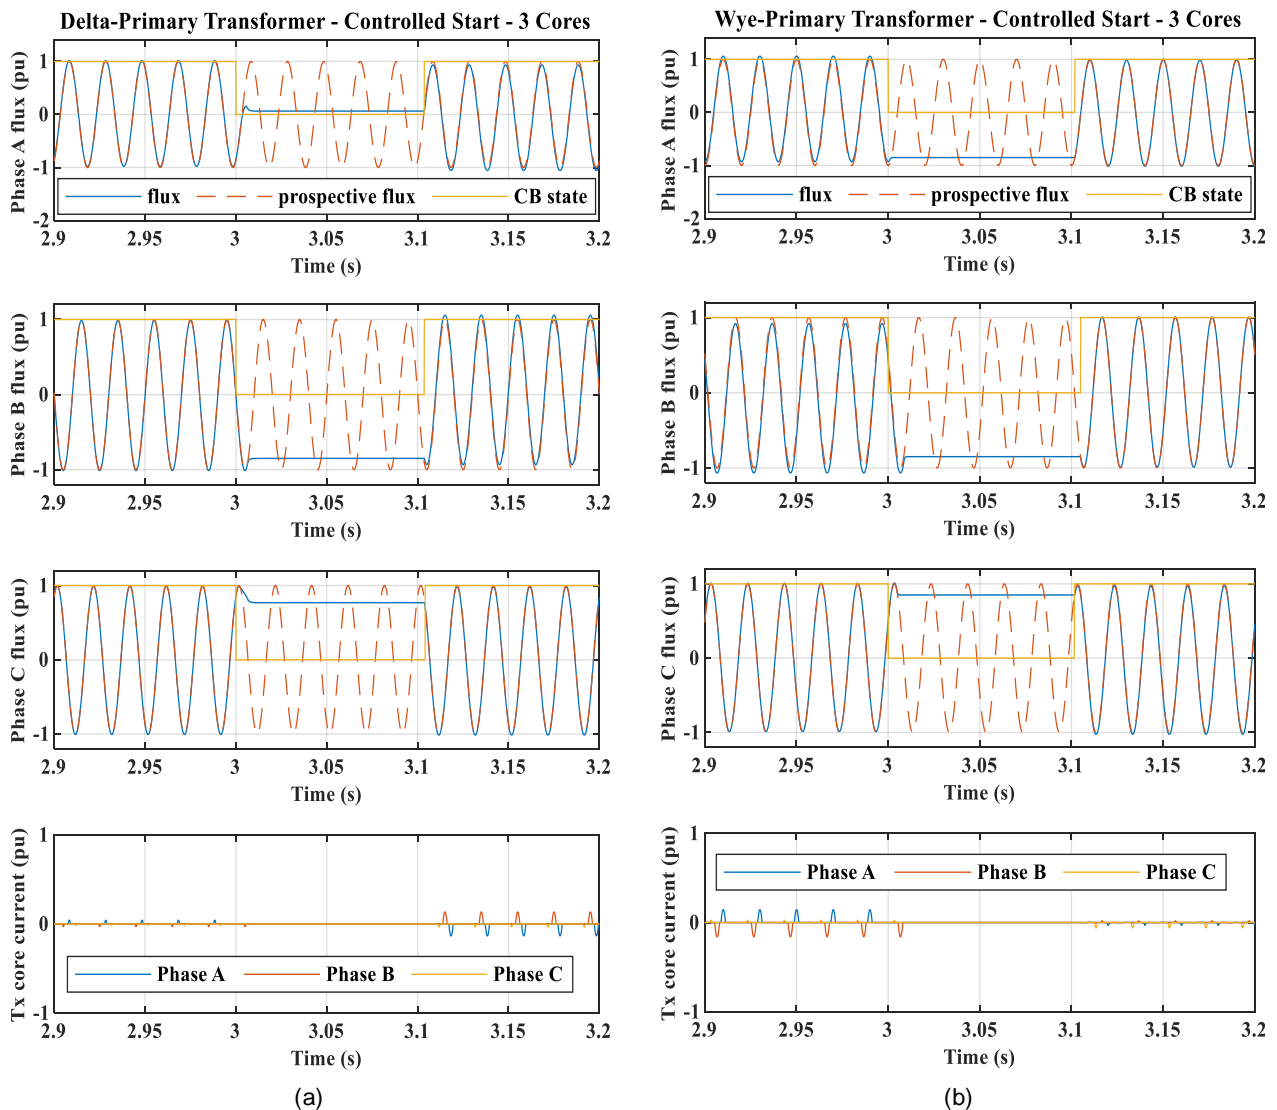 Delta-Primary Transformer - Controlled Start - 3 Cores
Phase A flux (pu)
1
0
-1
-2
flux
prospective flux
CB state
2.9 2.95 3 3.05 3.1 3.15 3.2
Time (s)
Phase B flux (pu)
1
0
-1
2.9 2.95 3 3.05 3.1 3.15 3.2
Time (s)
Phase C flux (pu)
1
0
-1
2.9 2.95 3 3.05 3.1 3.15 3.2
Time (s)
Tx core current (pu)
1
0
-1
Phase A
Phase B
Phase C
2.9 2.95 3 3.05 3.1 3.15 3.2
Time (s)
(a)
Wye-Primary Transformer - Controlled Start - 3 Cores
Phase A flux (pu)
1
0
-1
-2
flux
prospective flux
CB state
2.9 2.95 3 3.05 3.1 3.15 3.2
Time (s)
Phase B flux (pu)
1
0
-1
2.9 2.95 3 3.05 3.1 3.15 3.2
Time (s)
Phase C flux (pu)
1
0
-1
2.9 2.95 3 3.05 3.1 3.15 3.2
Time (s)
Tx core current (pu)
1
0
-1
Phase A
Phase B
Phase C
2.9 2.95 3 3.05 3.1 3.15 3.2
Time (s)
(b)